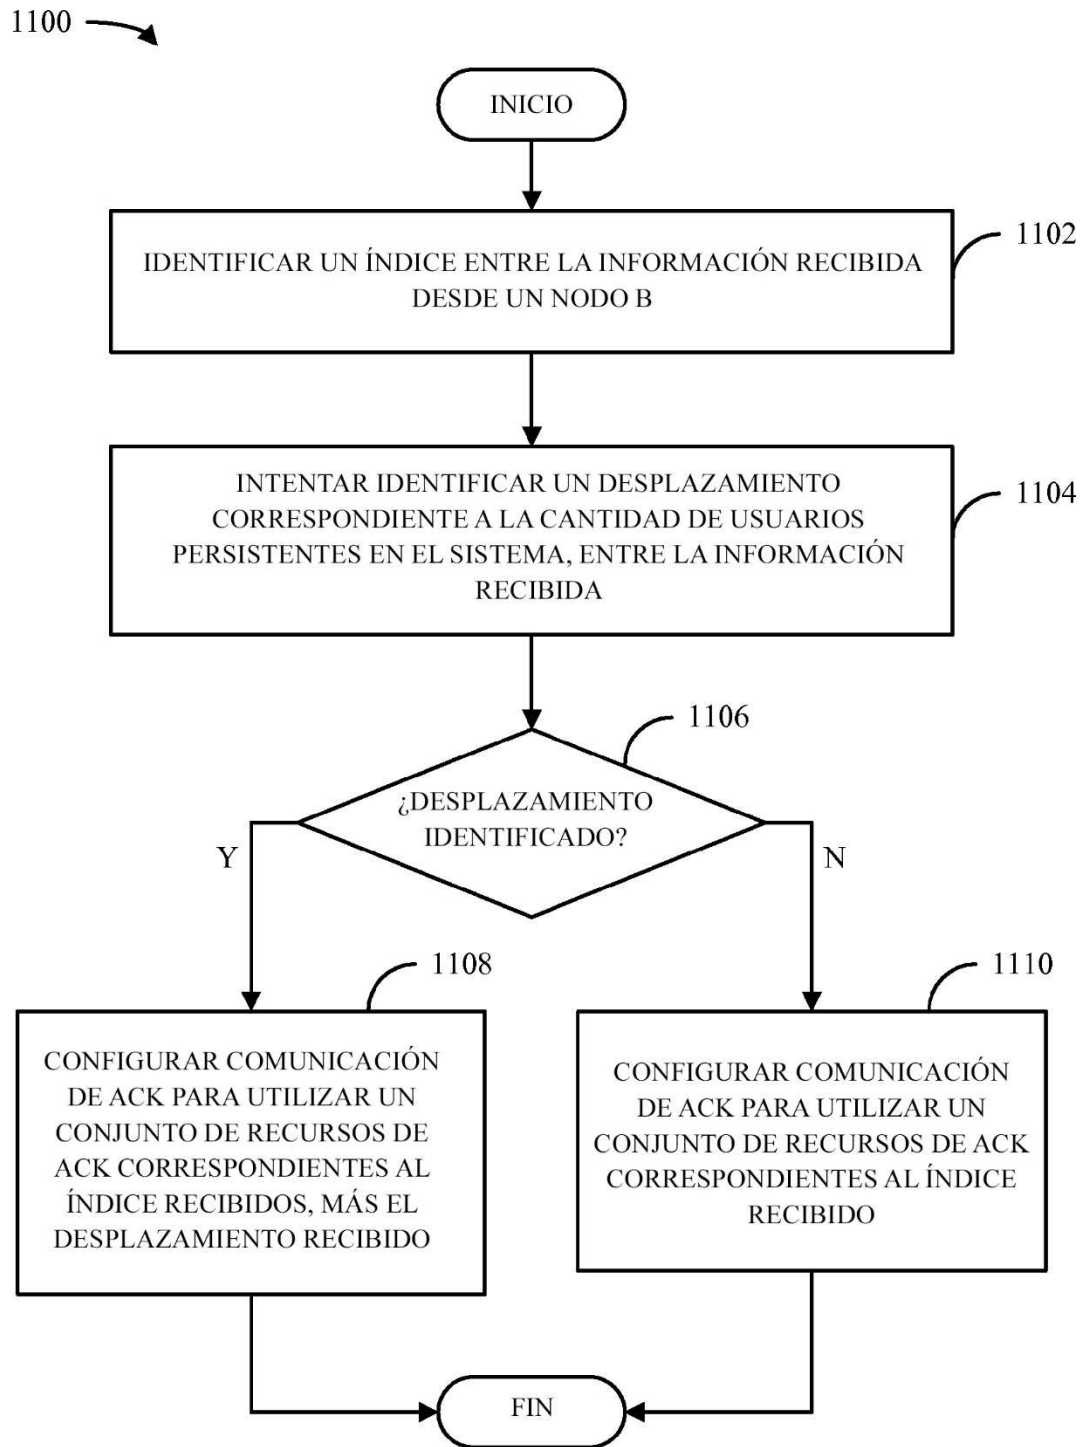 1100
INICIO
1102
IDENTIFICAR UN ÍNDICE ENTRE LA INFORMACIÓN RECIBIDA
DESDE UN NODO B
1104
INTENTAR IDENTIFICAR UN DESPLAZAMIENTO
CORRESPONDIENTE A LA CANTIDAD DE USUARIOS
PERSISTENTES EN EL SISTEMA, ENTRE LA INFORMACIÓN
RECIBIDA
1106
¿DESPLAZAMIENTO
IDENTIFICADO?
Y
N
1108
CONFIGURAR COMUNICACIÓN
DE ACK PARA UTILIZAR UN
CONJUNTO DE RECURSOS DE
ACK CORRESPONDIENTES AL
ÍNDICE RECIBIDOS, MÁS EL
DESPLAZAMIENTO RECIBIDO
1110
CONFIGURAR COMUNICACIÓN
DE ACK PARA UTILIZAR UN
CONJUNTO DE RECURSOS DE ACK
CORRESPONDIENTES AL ÍNDICE
RECIBIDO
FIN